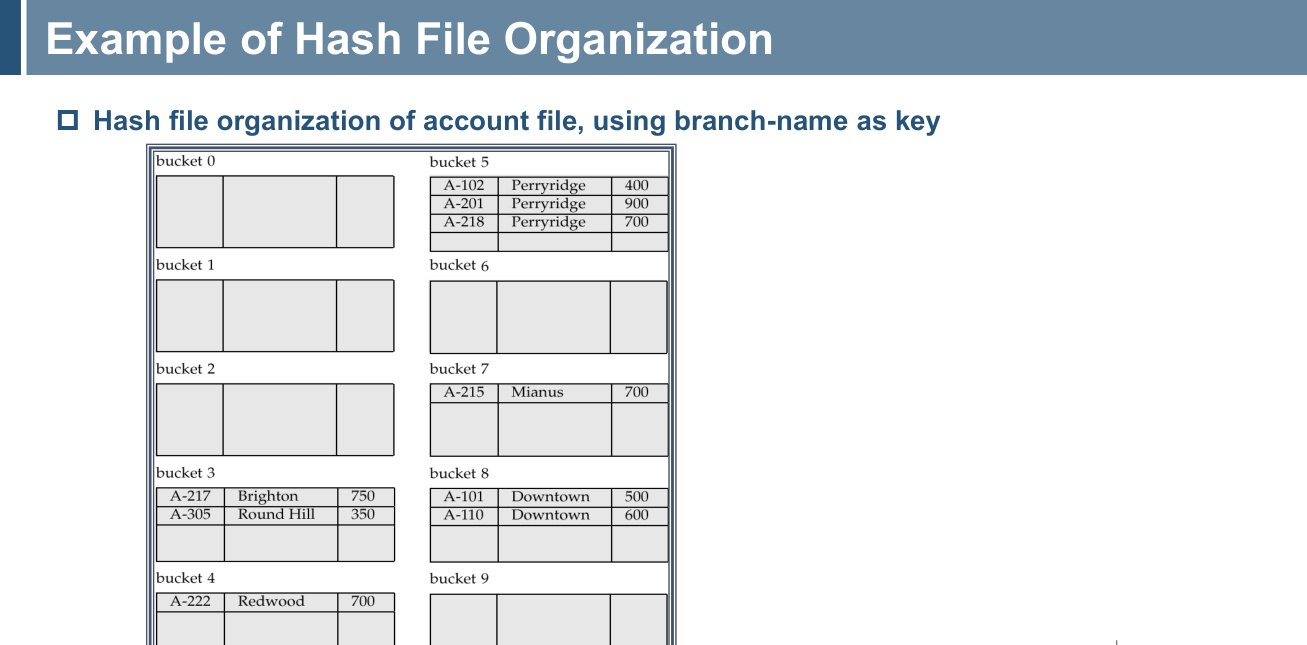 Example of Hash File Organization
Hash file organization of account file, using branch-name as key
bucket 0
bucket 1
bucket 2
bucket 3
A-217 Brighton 750
A-305 Round Hill 350
bucket 4
A-222 Redwood 700
bucket 5
A-102 Perryridge 400
A-201 Perryridge 900
A-218 Perryridge 700
bucket 6
bucket 7
A-215 Mianus 700
bucket 8
A-101 Downtown 500
A-110 Downtown 600
bucket 9